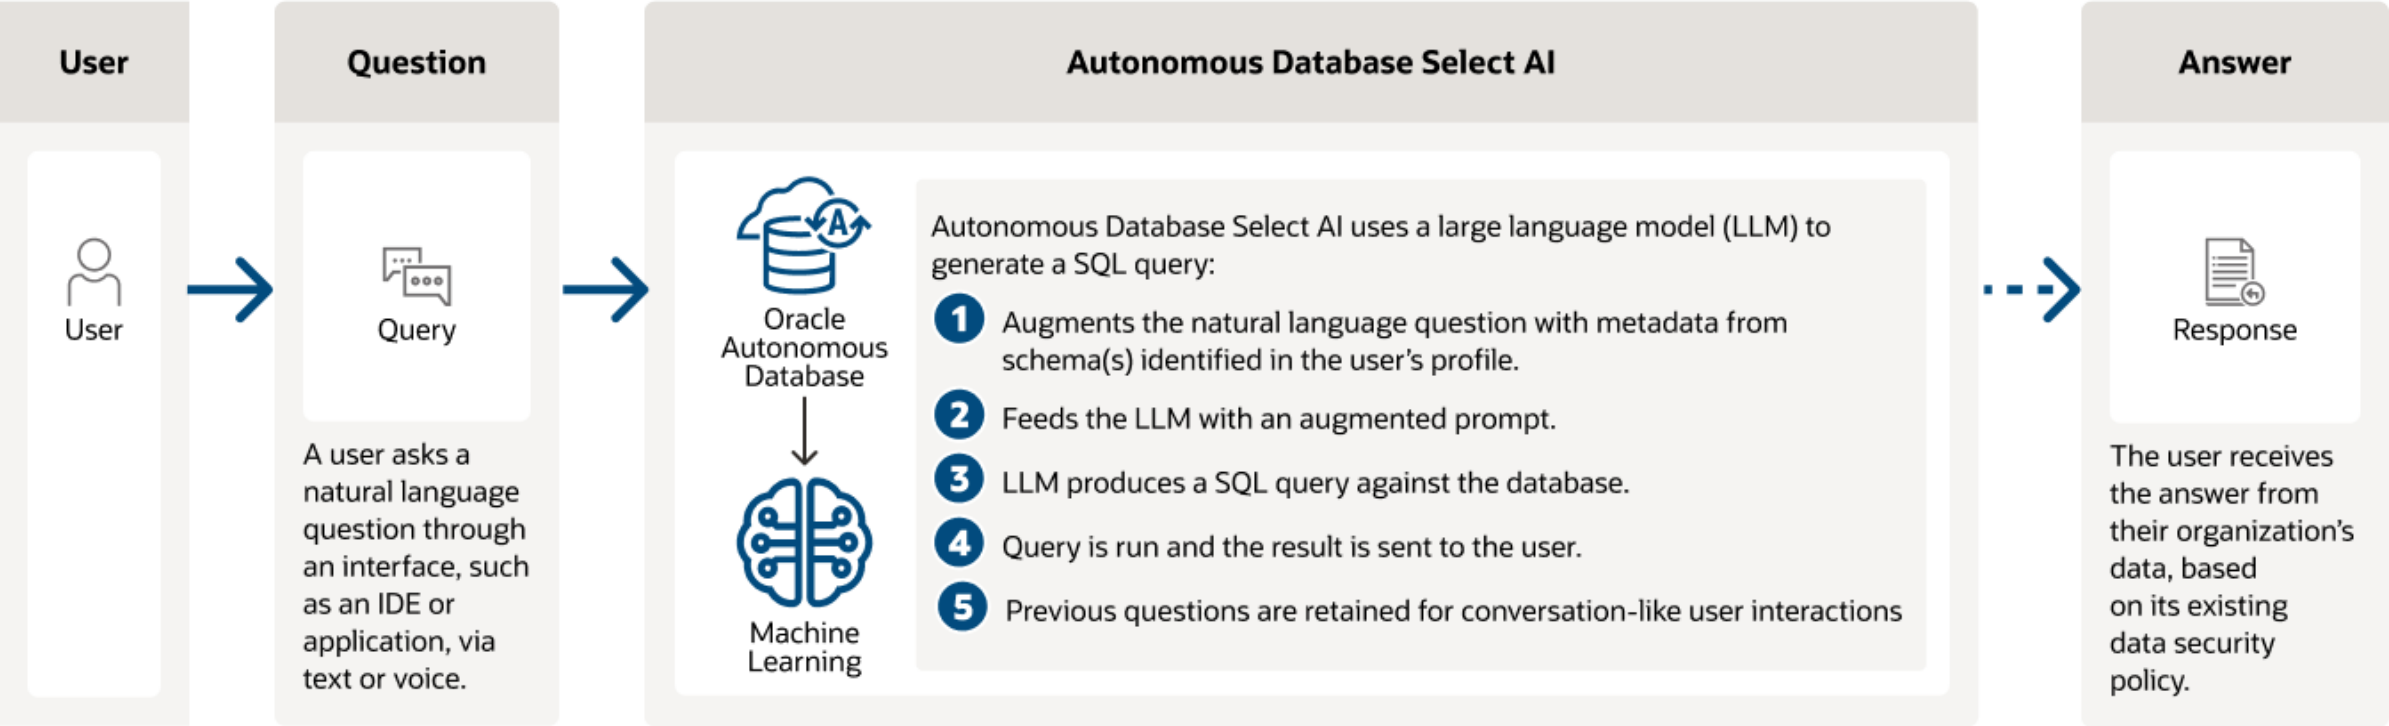 User
Question
Autonomous Database Select AI
Answer
User
Query
A user asks a
natural language
question through
an interface, such
as an IDE or
application, via
text or voice.
A
Oracle
Autonomous
Database
Machine
Learning
Autonomous Database Select AI uses a large language model (LLM) to
generate a SQL query:
1 Augments the natural language question with metadata from
schema(s) identified in the user's profile.
2 Feeds the LLM with an augmented prompt.
3 LLM produces a SQL query against the database.
4 Query is run and the result is sent to the user.
5 Previous questions are retained for conversation-like user interactions
Response
The user receives
the answer from
their organization's
data, based
on its existing
data security
policy.